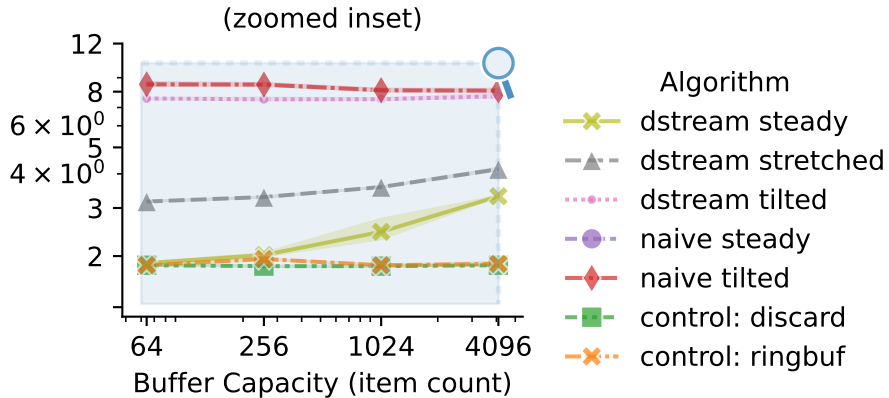 (zoomed inset)
12
8
6 × 10⁰
5
4 × 10⁰
3
2
64 256 1024 4096
Buffer Capacity (item count)
Algorithm
dstream steady
dstream stretched
dstream tilted
naive steady
naive tilted
control: discard
control: ringbuf